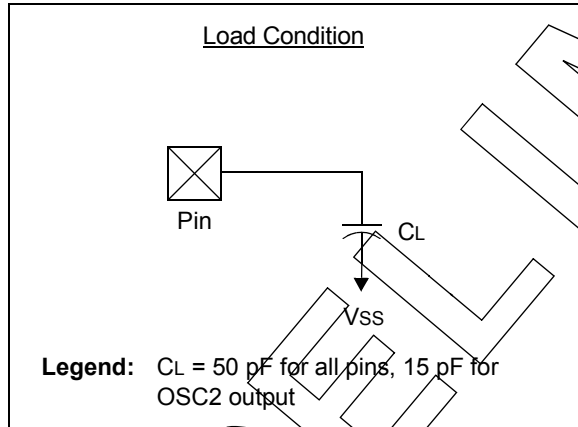 Load Condition
Pin
CL
VSS
Legend: CL = 50 pF for all pins, 15 pF for
OSC2 output